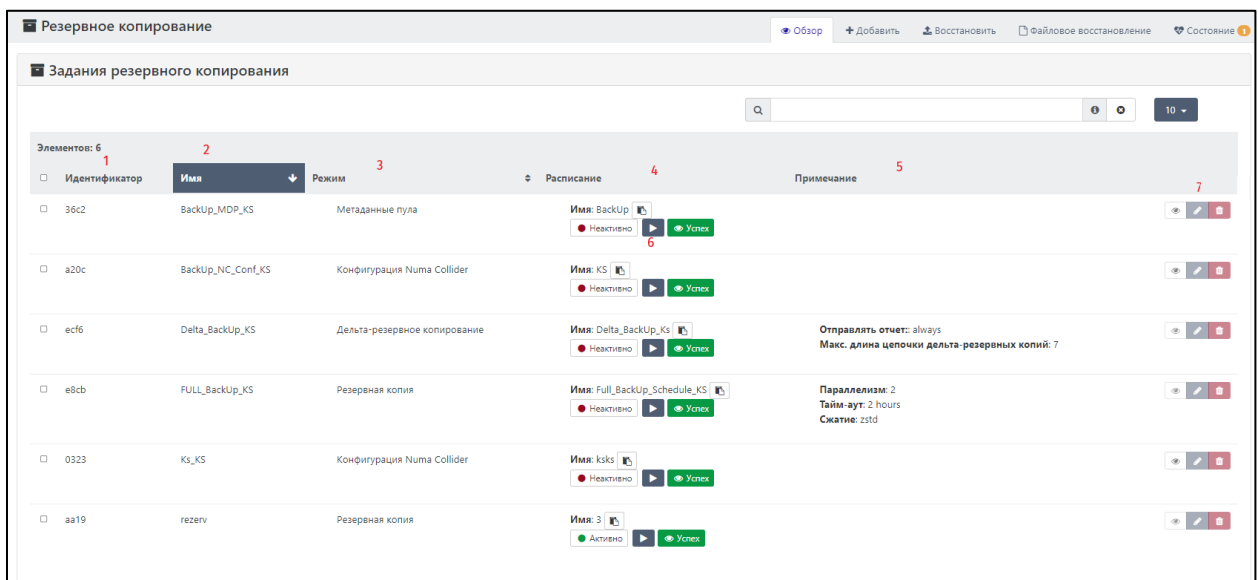 Резервное копирование
Обзор Добавить Восстановить Файловое восстановление Состояние 1
Задания резервного копирования
10
Элементов: 6
1 2 3 4 5 7
Идентификатор Имя Режим Расписание Примечание
36c2 BackUp_MDP_KS Метаданные пула Имя: BackUp
Неактивно Успех
6
a20c BackUp_NC_Conf_KS Конфигурация Numa Collider Имя: KS
Неактивно Успех
ecf6 Delta_BackUp_KS Дельта-резервное копирование Имя: Delta_BackUp_Ks Отправлять отчет:: always
Неактивно Успех Макс. длина цепочки дельта-резервных копий: 7
e8cb FULL_BackUp_KS Резервная копия Имя: Full_BackUp_Schedule_KS Параллелизм: 2
Неактивно Успех Тайм-аут: 2 hours
Сжатие: zstd
0323 Ks_KS Конфигурация Numa Collider Имя: ksks
Неактивно Успех
aa19 rezerv Резервная копия Имя: 3
Активно Успех